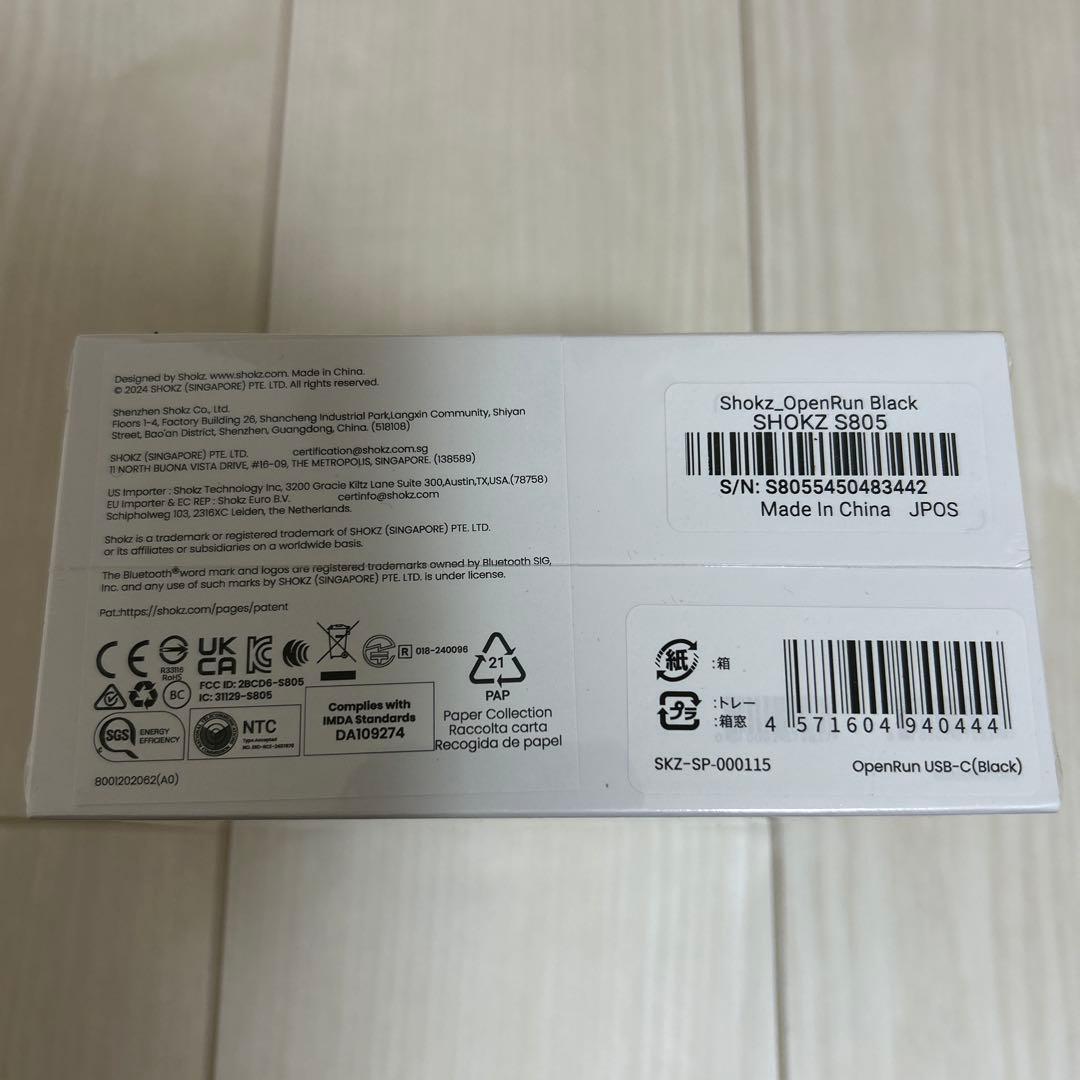 Designed by Shokz. www.shokz.com. Made in China.
© 2024 SHOKZ (SINGAPORE) PTE. LTD. All rights reserved.
Shenzhen Shokz Co., Ltd.
Floors 1-4, Factory Building 26, Shancheng Industrial Park,Langxin Community, Shiyan
Street, Bao'an District, Shenzhen, Guangdong, China. (518108)
SHOKZ (SINGAPORE) PTE. LTD. certification@shokz.com.sg
11 NORTH BUONA VISTA DRIVE, #16-09, THE METROPOLIS, SINGAPORE. (138589)
US Importer : Shokz Technology Inc, 3200 Gracie Kiltz Lane Suite 300,Austin,TX,USA.(78758)
EU Importer & EC REP : Shokz Euro B.V. certinfo@shokz.com
Schipholweg 103, 2316XC Leiden, the Netherlands.
Shokz is a trademark or registered trademark of SHOKZ (SINGAPORE) PTE. LTD.
or its affiliates or subsidiaries on a worldwide basis.
The Bluetooth® word mark and logos are registered trademarks owned by Bluetooth SIG,
Inc. and any use of such marks by SHOKZ (SINGAPORE) PTE. LTD. is under license.
Pat.:https://shokz.com/pages/patent
CE
R33116
RoHS
UK
CA
R 018-240096
21
PAP
BC
FCC ID: 2BCD6-S805
IC: 31129-S805
SGS
ENERGY
EFFICIENCY
NTC
Type Accepted
Complies with
IMDA Standards
DA109274
Paper Collection
Raccolta carta
Recogida de papel
8001202062(A0)
Shokz_OpenRun Black
SHOKZ S805
S/N: S8055450483442
Made In China JPOS
紙 :箱
プラ :トレー
:箱窓
4 571604 940444
SKZ-SP-000115
OpenRun USB-C(Black)